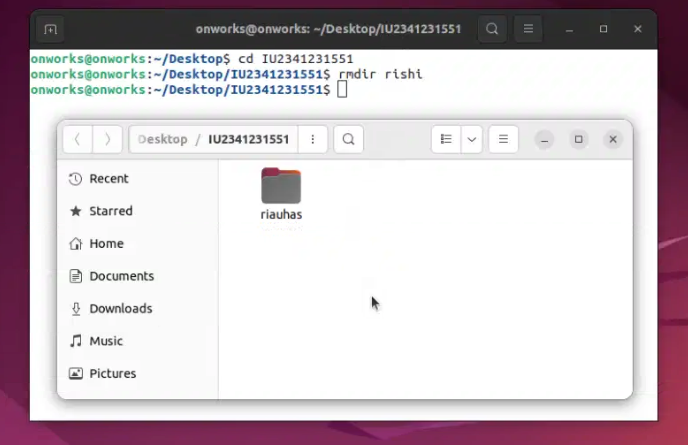 onworks@onworks: ~/Desktop/IU2341231551
onworks@onworks:~/Desktop$ cd IU2341231551
onworks@onworks:~/Desktop/IU2341231551$ rmdir rishi
onworks@onworks:~/Desktop/IU2341231551$
Desktop / IU2341231551
Recent
riauhas
Starred
Home
Documents
Downloads
Music
Pictures